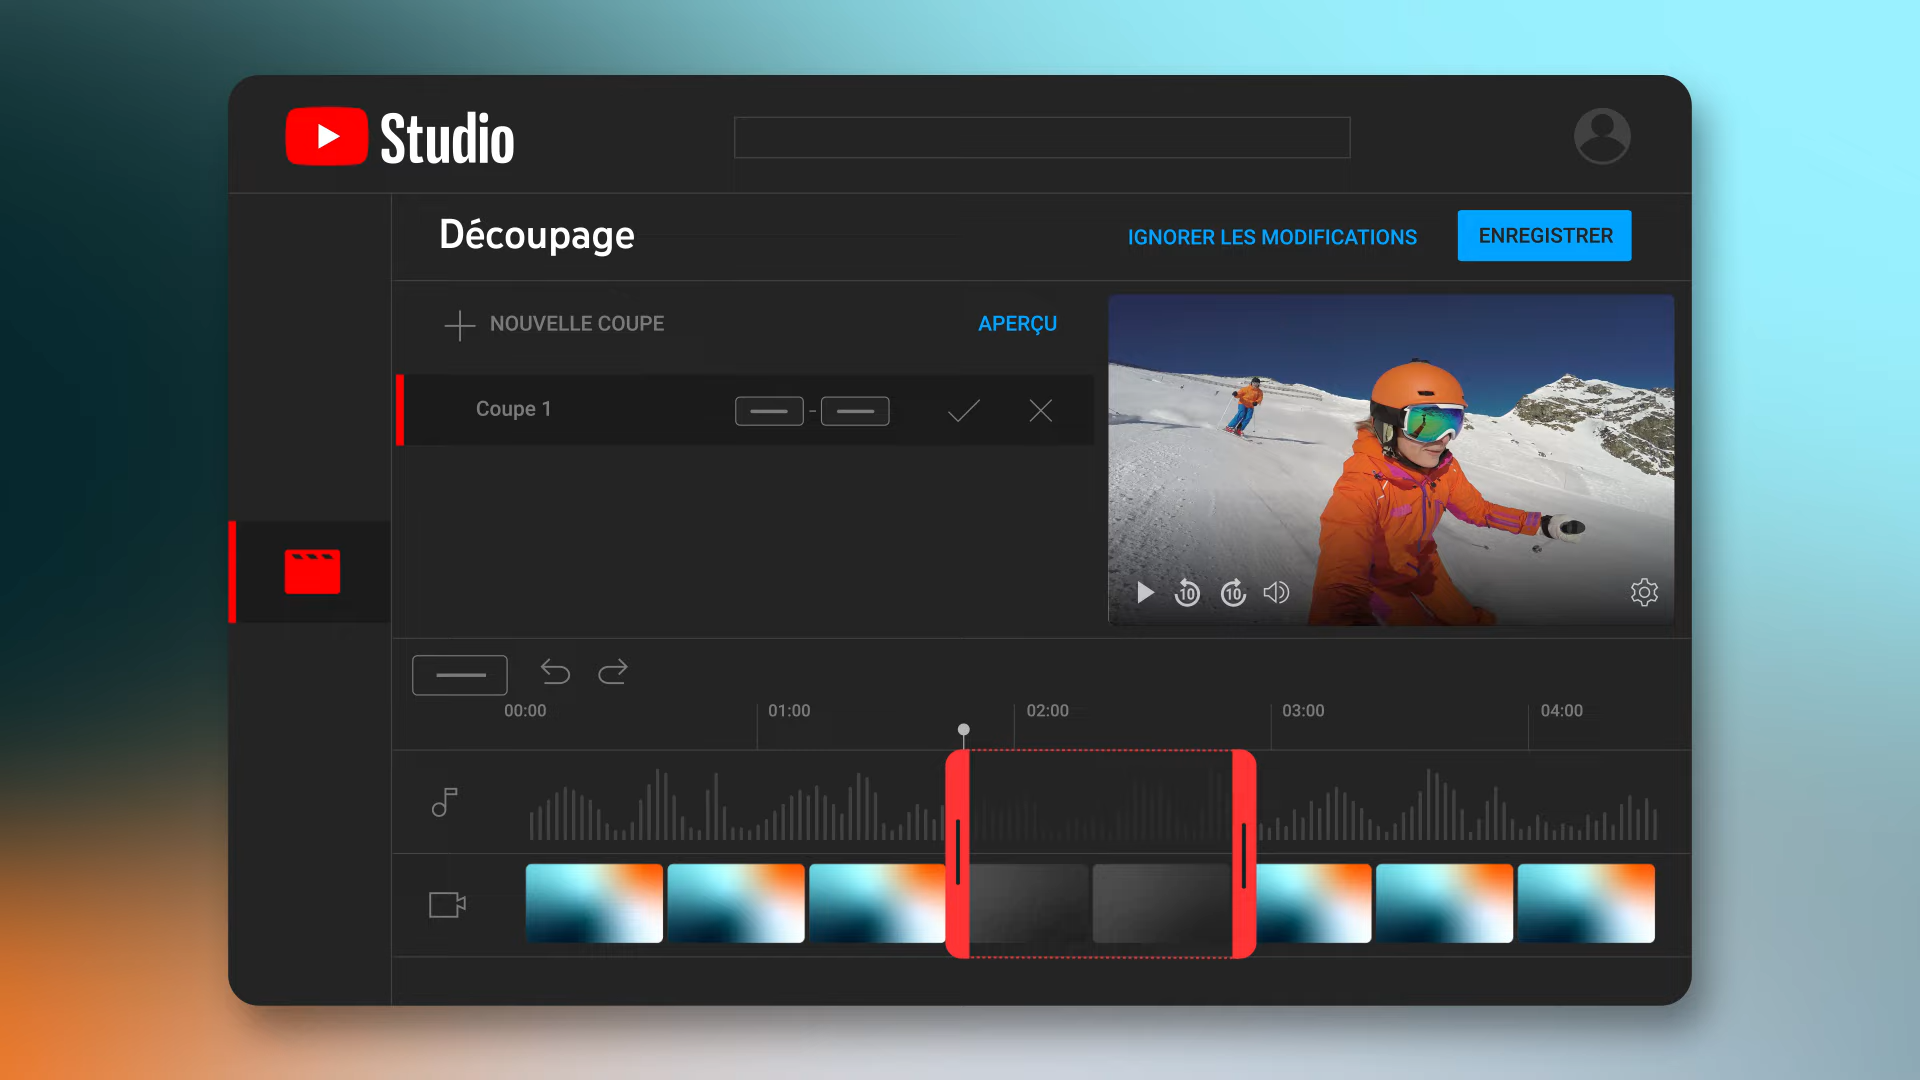 Studio
Découpage
IGNORER LES MODIFICATIONS
ENREGISTRER
NOUVELLE COUPE
APERÇU
Coupe 1
-
10
10
00:00
01:00
02:00
03:00
04:00